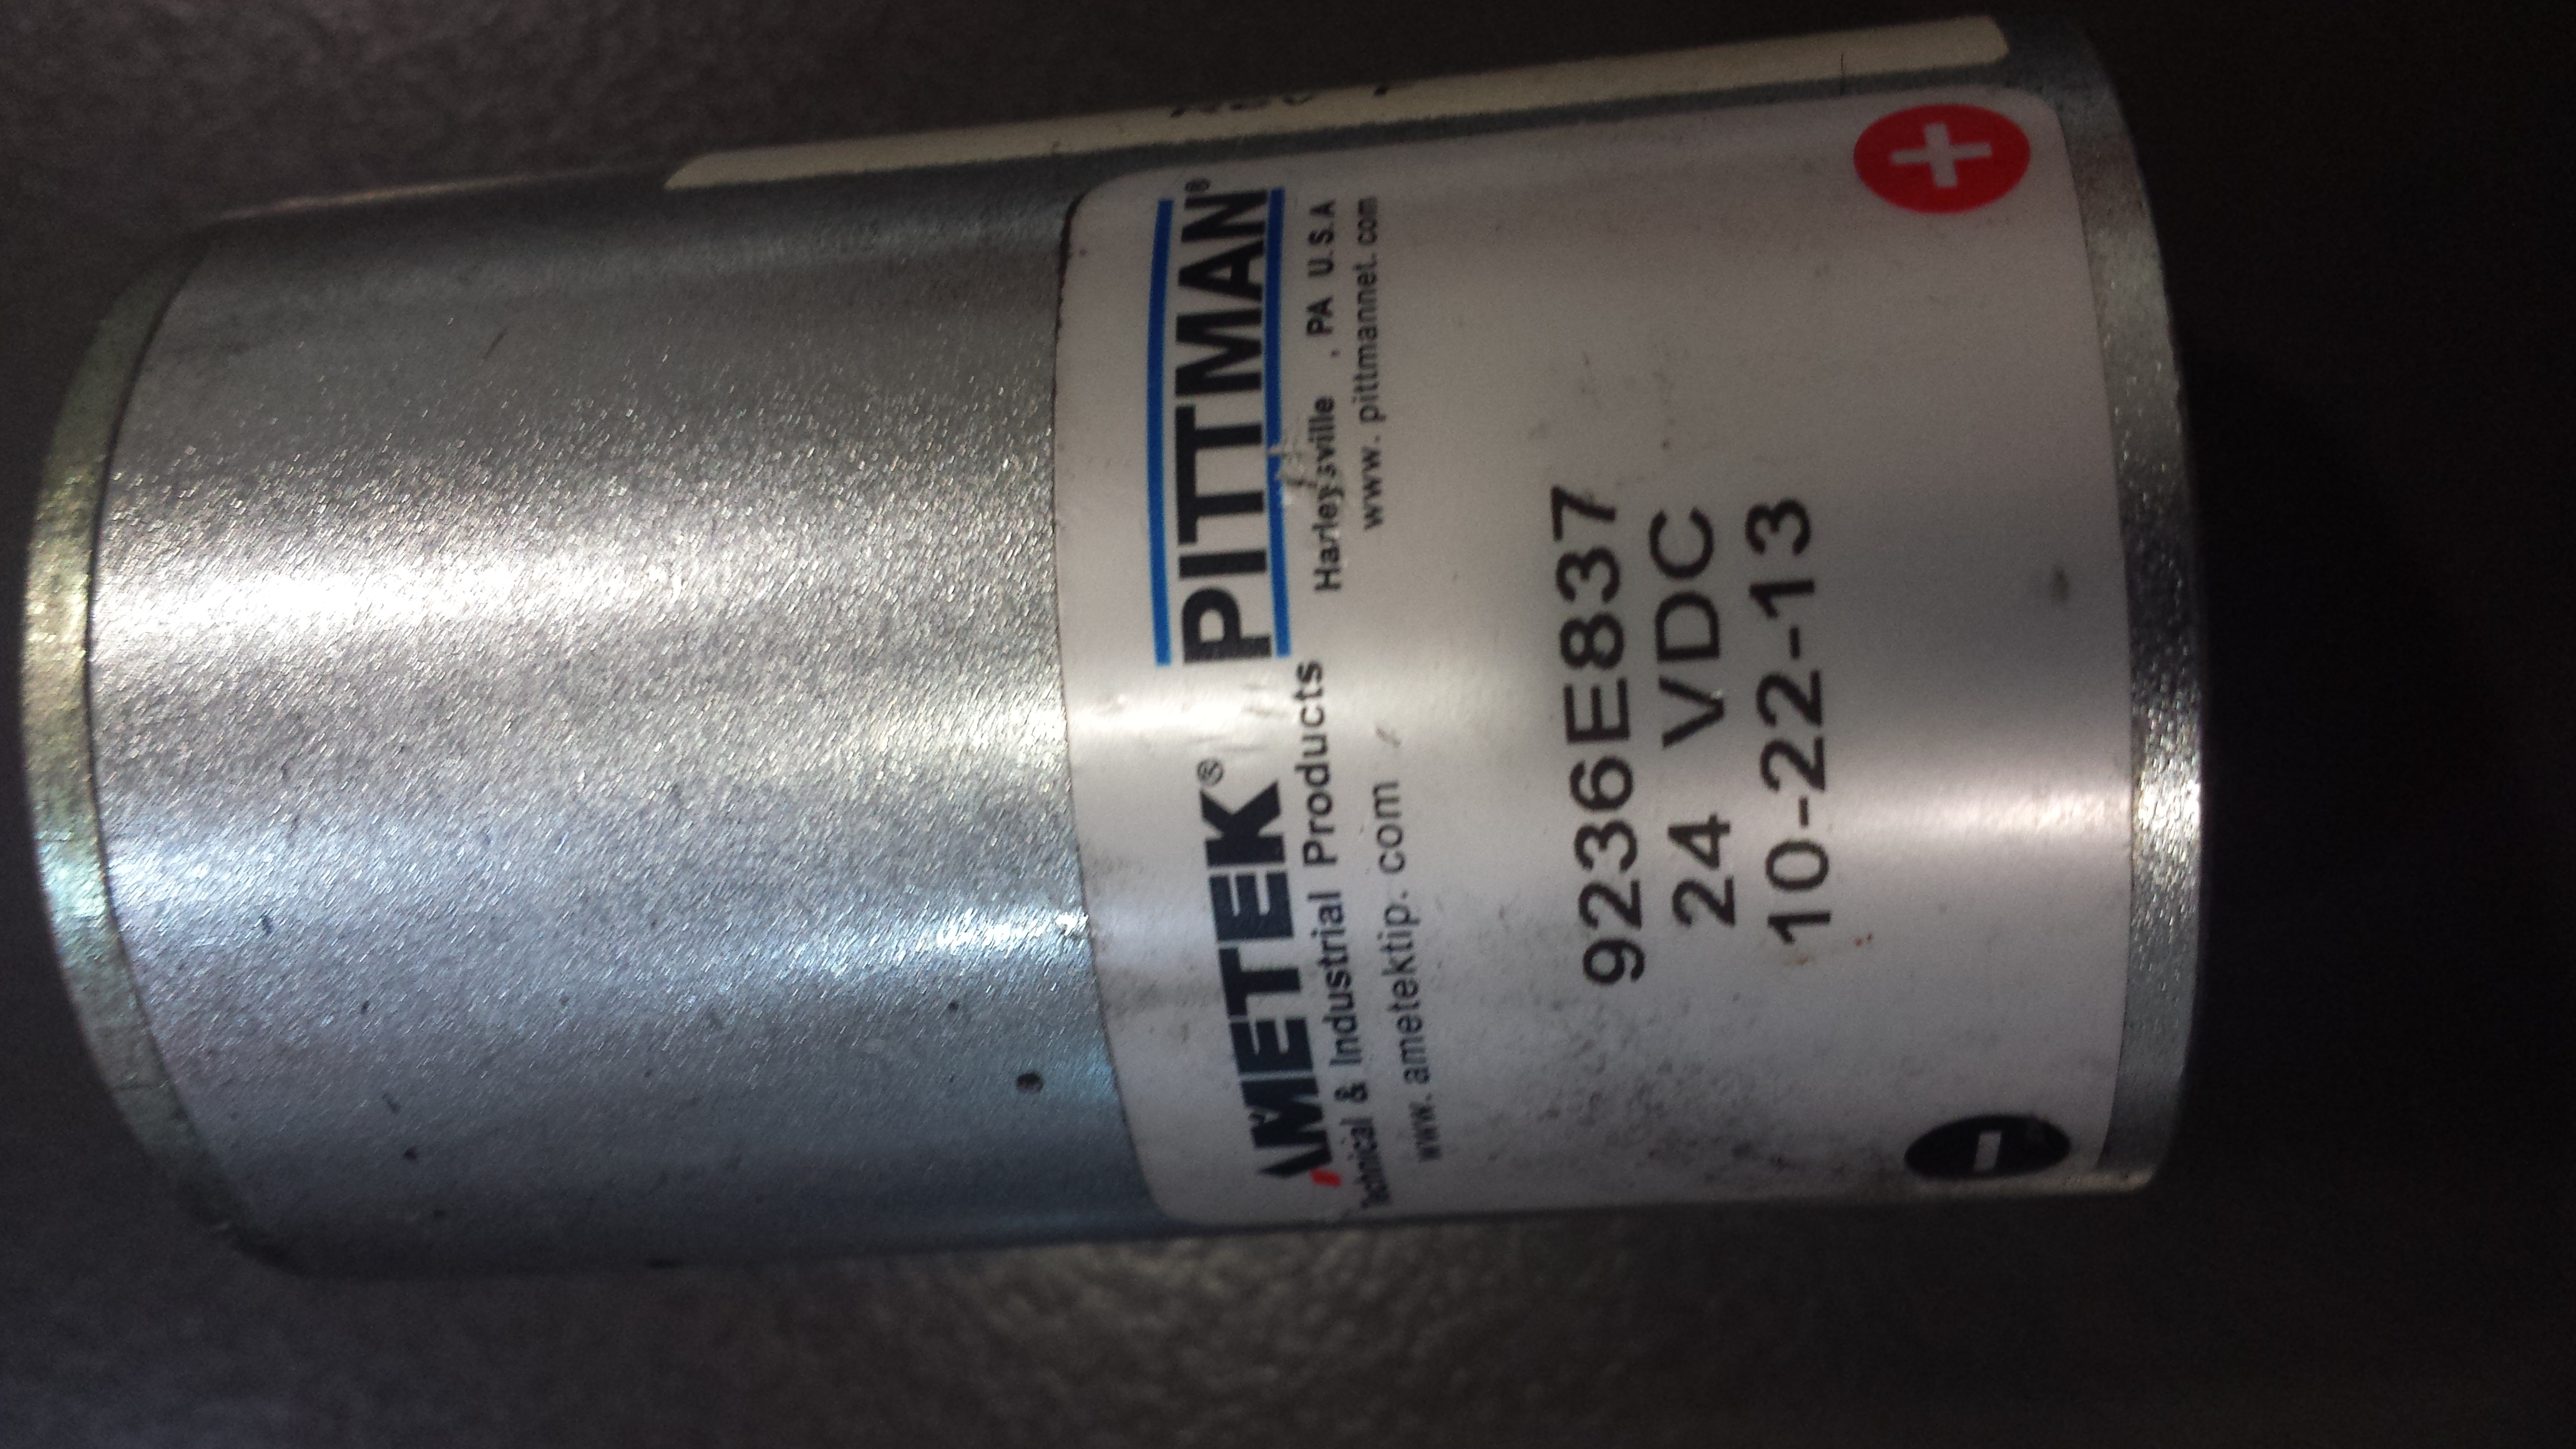 AMETEK® PITTMAN®
Technical & Industrial Products Harleysville , PA U.S.A
www. ametektip. com www. pittmannet. com
9236E837
24 VDC
10-22-13
+
-